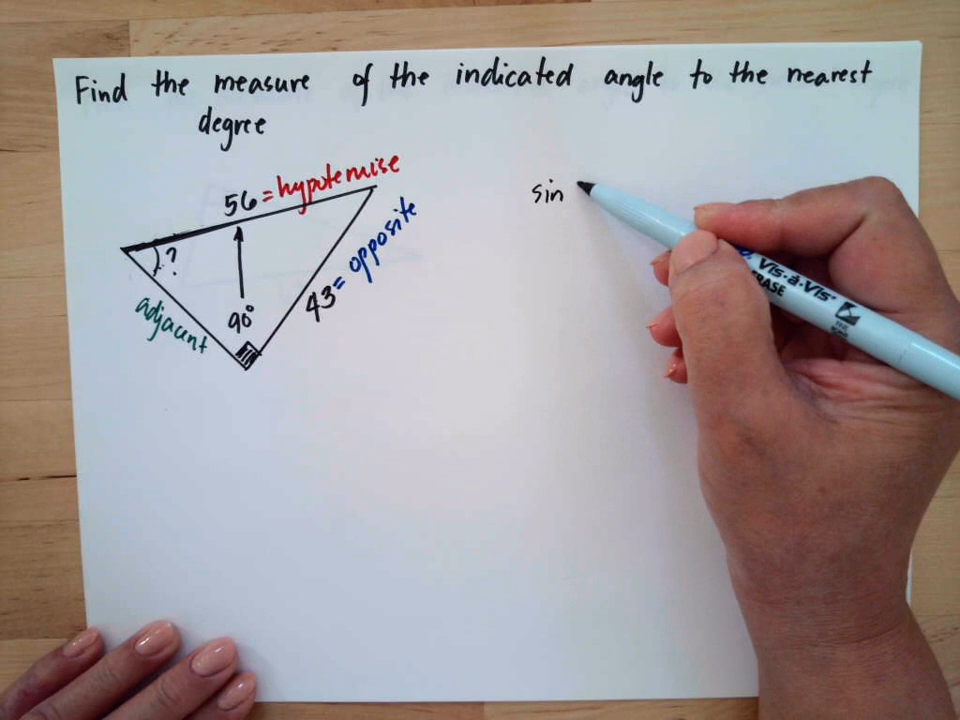 Find the measure of the indicated angle to the nearest
degree
56 = hypotenuse
sin
?
43 = opposite
90°
adjacent
Vis-à-Vis
ERASE